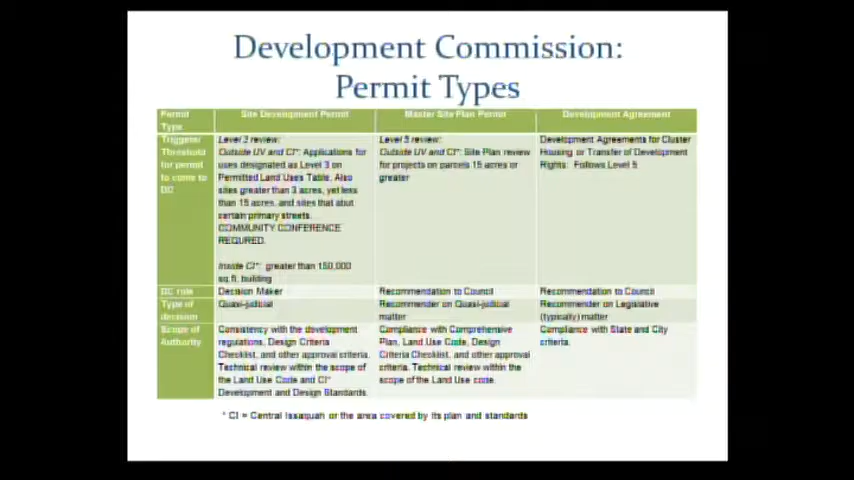 Development Commission:
Permit Types
Permit
Type
Site Development Permit
Master Site Plan Permit
Development Agreement
Trigger/
Threshold
for permit
to come to
DC
Level 3 review:
Outside UV and CI*: Applications for
uses designated as Level 3 on
Permitted Land Uses Table. Also
sites greater than 3 acres, yet less
than 15 acres, and sites that abut
certain primary streets.
COMMUNITY CONFERENCE
REQUIRED.
Inside CI*: greater than 150,000
sq.ft. building
Level 5 review:
Outside UV and CI*: Site Plan review
for projects on parcels 15 acres or
greater
Development Agreements for Cluster
Housing or Transfer of Development
Rights: Follows Level 5
DC role
Decision Maker
Recommendation to Council
Recommendation to Council
Type of
decision
Quasi-judicial
Recommender on Quasi-judicial
matter
Recommender on Legislative
(typically) matter
Scope of
Authority
Consistency with the development
regulations, Design Criteria
Checklist, and other approval criteria.
Technical review within the scope of
the Land Use Code and CI*
Development and Design Standards.
Compliance with Comprehensive
Plan, Land Use Code, Design
Criteria Checklist, and other approval
criteria. Technical review within the
scope of the Land Use code.
Compliance with State and City
criteria.
* CI = Central Issaquah or the area covered by its plan and standards